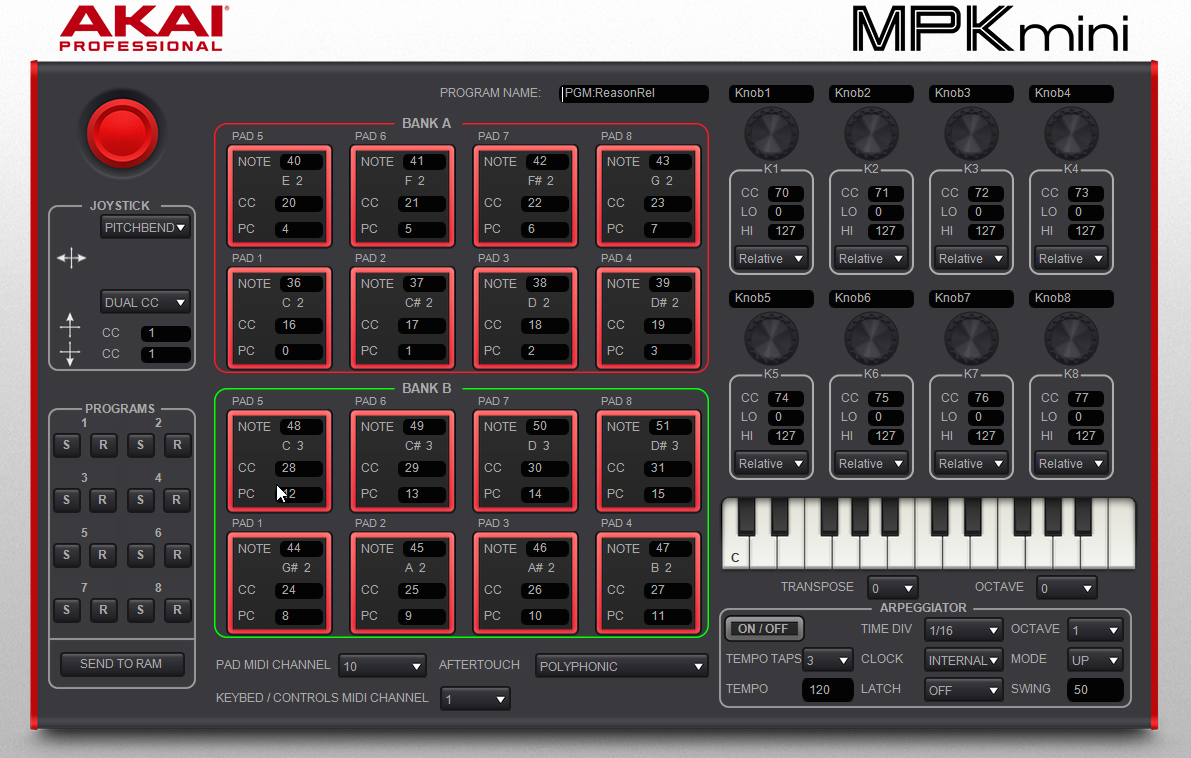 AKAI
PROFESSIONAL
MPKmini
PROGRAM NAME: PGM:ReasonRel
Knob1 Knob2 Knob3 Knob4
BANK A
PAD 5 PAD 6 PAD 7 PAD 8
NOTE 40 NOTE 41 NOTE 42 NOTE 43
E 2 F 2 F# 2 G 2
CC 20 CC 21 CC 22 CC 23
PC 4 PC 5 PC 6 PC 7
PAD 1 PAD 2 PAD 3 PAD 4
NOTE 36 NOTE 37 NOTE 38 NOTE 39
C 2 C# 2 D 2 D# 2
CC 16 CC 17 CC 18 CC 19
PC 0 PC 1 PC 2 PC 3
K1 K2 K3 K4
CC 70 CC 71 CC 72 CC 73
LO 0 LO 0 LO 0 LO 0
HI 127 HI 127 HI 127 HI 127
Relative Relative Relative Relative
Knob5 Knob6 Knob7 Knob8
K5 K6 K7 K8
CC 74 CC 75 CC 76 CC 77
LO 0 LO 0 LO 0 LO 0
HI 127 HI 127 HI 127 HI 127
Relative Relative Relative Relative
JOYSTICK
PITCHBEND
DUAL CC
CC 1
CC 1
PROGRAMS
1 2
S R S R
3 4
S R S R
5 6
S R S R
7 8
S R S R
SEND TO RAM
BANK B
PAD 5 PAD 6 PAD 7 PAD 8
NOTE 48 NOTE 49 NOTE 50 NOTE 51
C 3 C# 3 D 3 D# 3
CC 28 CC 29 CC 30 CC 31
PC 12 PC 13 PC 14 PC 15
PAD 1 PAD 2 PAD 3 PAD 4
NOTE 44 NOTE 45 NOTE 46 NOTE 47
G# 2 A 2 A# 2 B 2
CC 24 CC 25 CC 26 CC 27
PC 8 PC 9 PC 10 PC 11
PAD MIDI CHANNEL 10 AFTERTOUCH POLYPHONIC
KEYBED / CONTROLS MIDI CHANNEL 1
C
TRANSPOSE 0 OCTAVE 0
ARPEGGIATOR
ON / OFF TIME DIV 1/16 OCTAVE 1
TEMPO TAPS 3 CLOCK INTERNAL MODE UP
TEMPO 120 LATCH OFF SWING 50